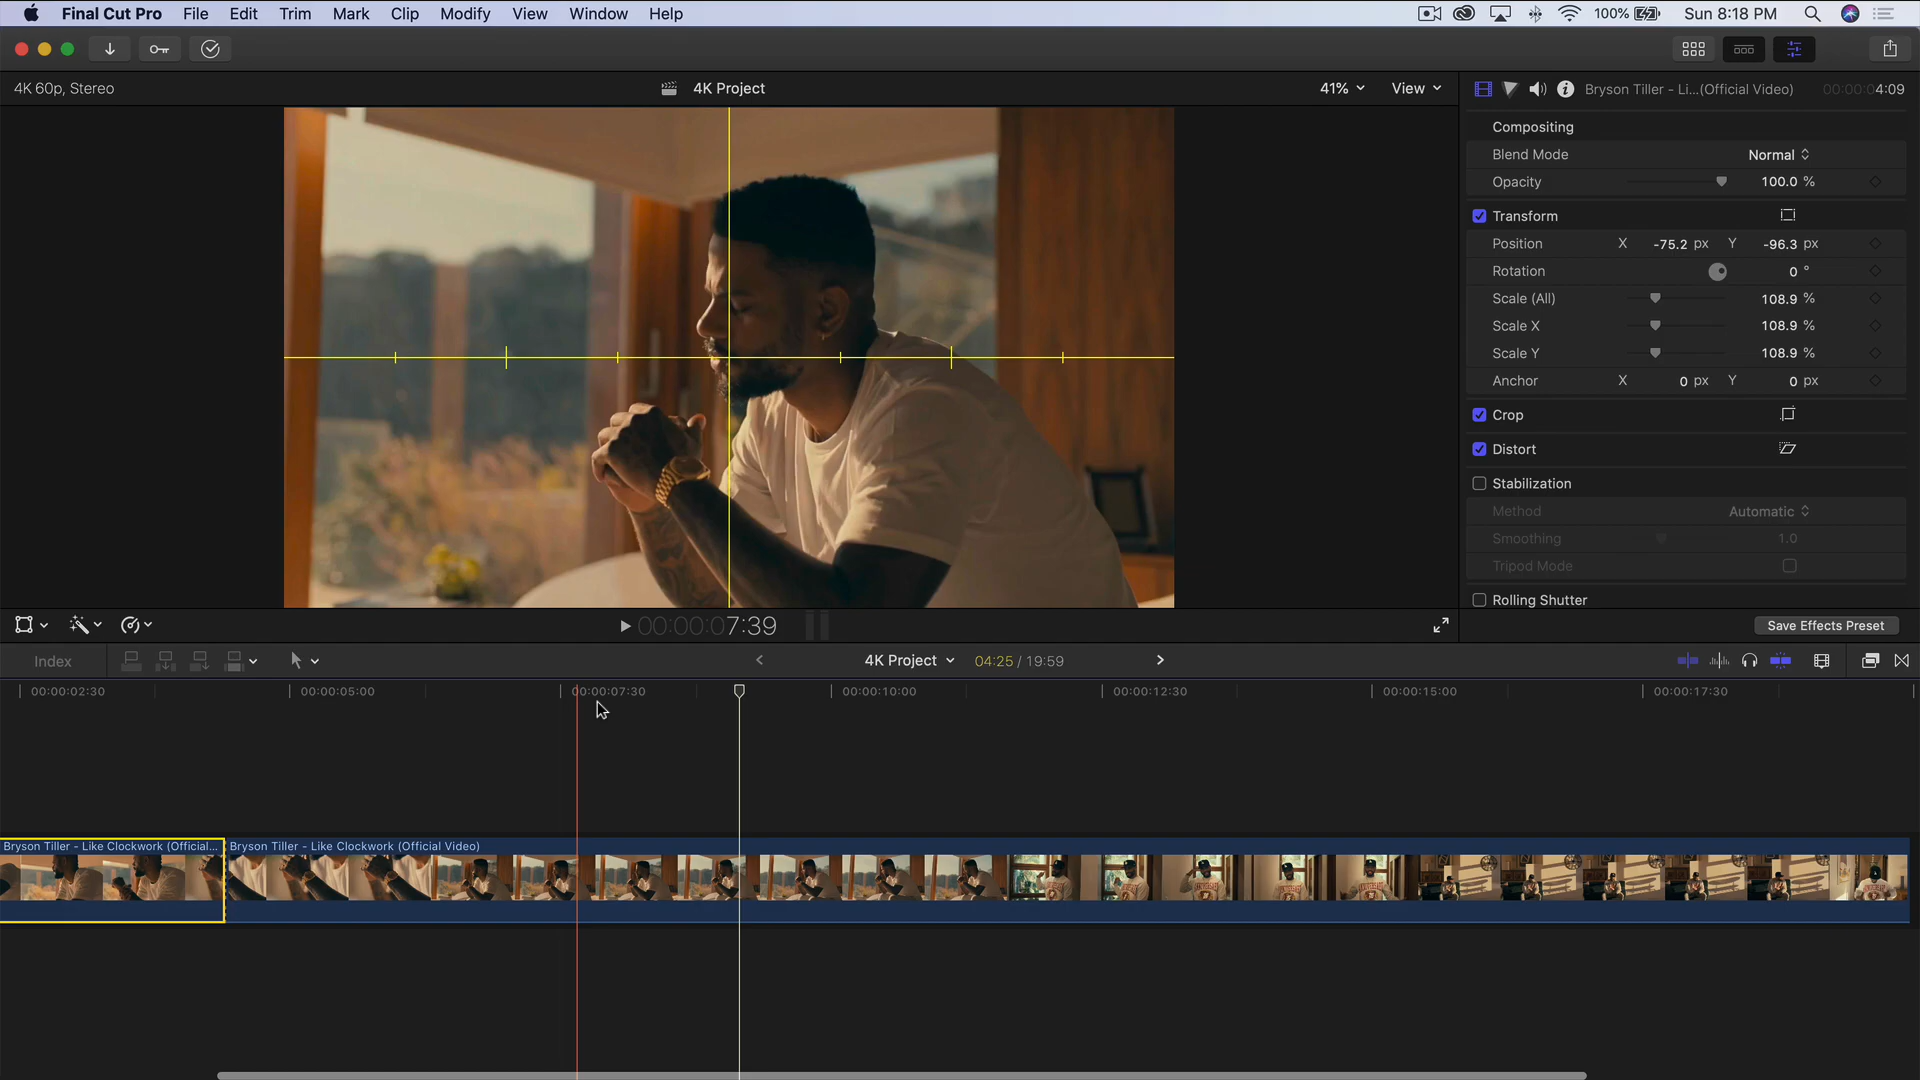 Final Cut Pro File Edit Trim Mark Clip Modify View Window Help 100% Sun 8:18 PM
4K 60p, Stereo 4K Project 41% View Bryson Tiller - Li...(Official Video) 00:00:04:09
Compositing
Blend Mode Normal
Opacity 100.0 %
Transform
Position X -75.2 px Y -96.3 px
Rotation 0 °
Scale (All) 108.9 %
Scale X 108.9 %
Scale Y 108.9 %
Anchor X 0 px Y 0 px
Crop
Distort
Stabilization
Method Automatic
Smoothing 1.0
Tripod Mode
Rolling Shutter
00:00:07:39 Save Effects Preset
Index 4K Project 04:25 / 19:59
00:00:02:30 00:00:05:00 00:00:07:30 00:00:10:00 00:00:12:30 00:00:15:00 00:00:17:30
Bryson Tiller - Like Clockwork (Official... Bryson Tiller - Like Clockwork (Official Video)